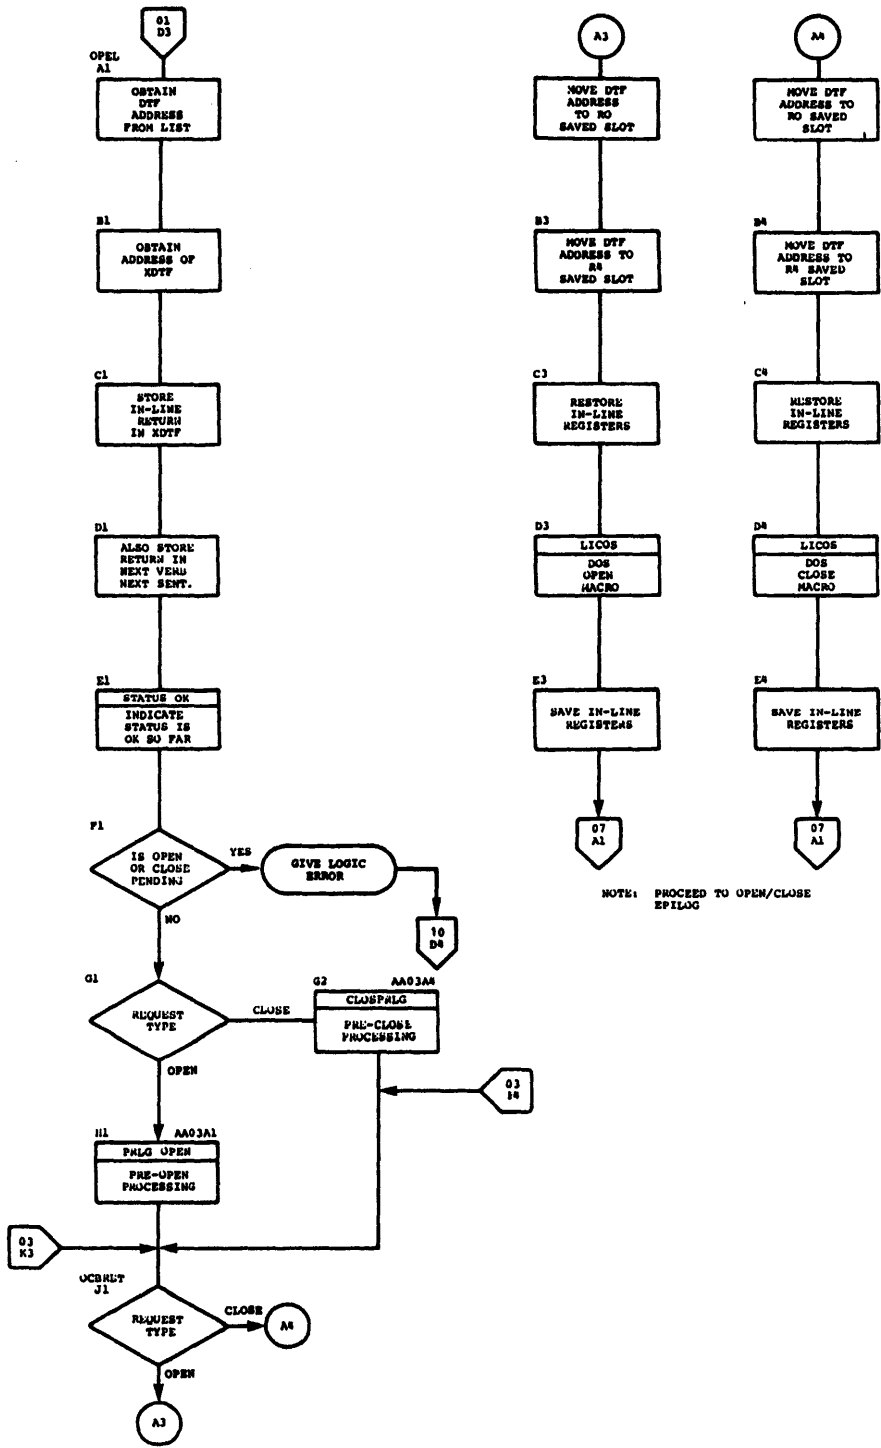 01
D3
OPEL
A1
OBTAIN
DTF
ADDRESS
FROM LIST
B1
OBTAIN
ADDRESS OF
XDTF
C1
STORE
IN-LINE
RETURN
IN XDTF
D1
ALSO STORE
RETURN IN
NEXT VERB
NEXT SENT.
E1
STATUS OK
INDICATE
STATUS IS
OK SO FAR
F1
IS OPEN
OR CLOSE
PENDING
YES
GIVE LOGIC
ERROR
10
D4
NO
G1
REQUEST
TYPE
CLOSE
G2 AA03A4
CLOSPRLG
PRE-CLOSE
PROCESSING
03
OPEN
H1 AA03A1
PRLG OPEN
PRE-OPEN
PROCESSING
03
K3
OCBRET
J1
REQUEST
TYPE
CLOSE
A4
OPEN
A3
A3
MOVE DTF
ADDRESS
TO R0
SAVED SLOT
B3
MOVE DTF
ADDRESS TO
R4
SAVED SLOT
C3
RESTORE
IN-LINE
REGISTERS
D3
LICOS
DOS
OPEN
MACRO
E3
SAVE IN-LINE
REGISTERS
07
A1
A4
MOVE DTF
ADDRESS TO
R0 SAVED
SLOT
B4
MOVE DTF
ADDRESS TO
R4 SAVED
SLOT
C4
RESTORE
IN-LINE
REGISTERS
D4
LICOS
DOS
CLOSE
MACRO
E4
SAVE IN-LINE
REGISTERS
07
A1
NOTE: PROCEED TO OPEN/CLOSE
EPILOG